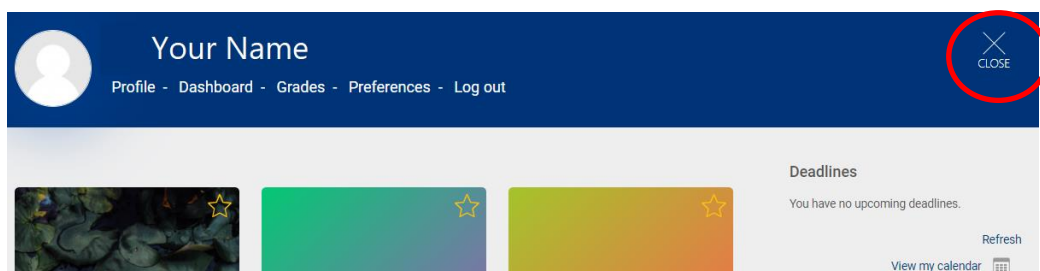 Your Name
CLOSE
Profile - Dashboard - Grades - Preferences - Log out
Deadlines
You have no upcoming deadlines.
Refresh
View my calendar